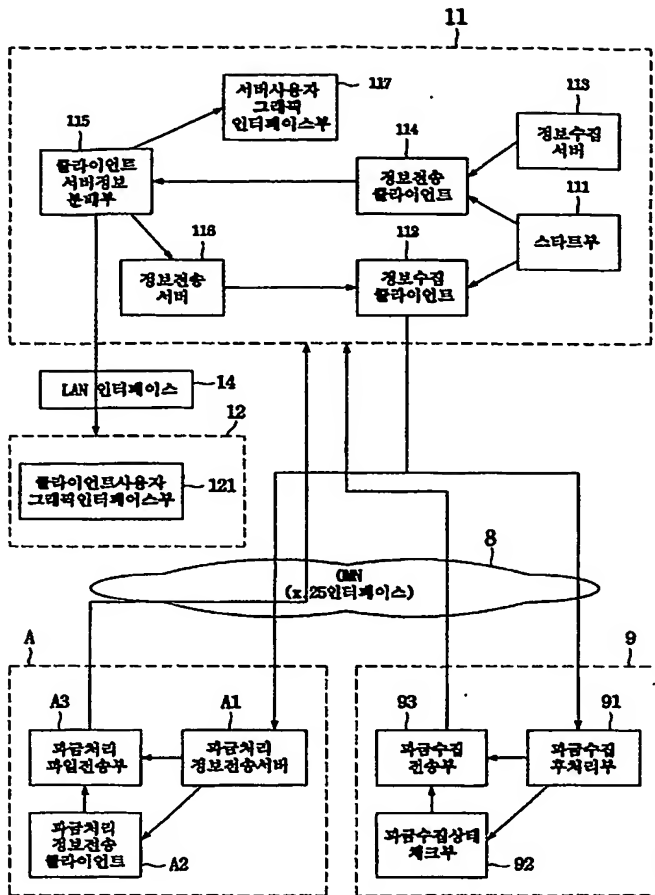 11
117
서버사용자
그래픽
인터페이스부
113
정보수집
서버
115
클라이언트
서버정보
분배부
114
정보전송
클라이언트
111
스타트부
116
정보전송
서버
112
정보수집
클라이언트
LAN 인터페이스
14
12
클라이언트사용자
그래픽인터페이스부
121
8
OMN
(x.25인터페이스)
A
9
A3
과금처리
파일전송부
A1
과금처리
정보전송서버
93
과금수집
전송부
91
과금수집
후처리부
과금처리
정보전송
클라이언트
A2
과금수집상태
체크부
92